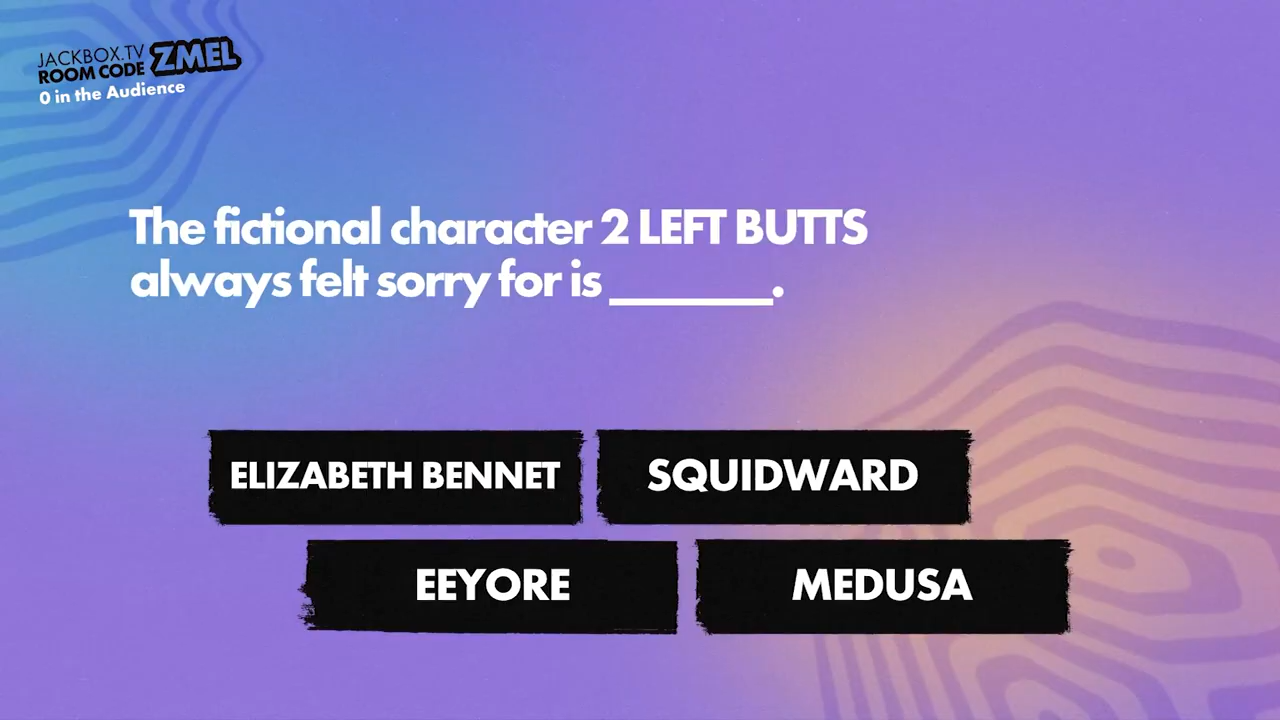 JACKBOX.TV
ROOM CODE ZMEL
0 in the Audience
The fictional character 2 LEFT BUTTS
always felt sorry for is ________.
ELIZABETH BENNET
SQUIDWARD
EEYORE
MEDUSA